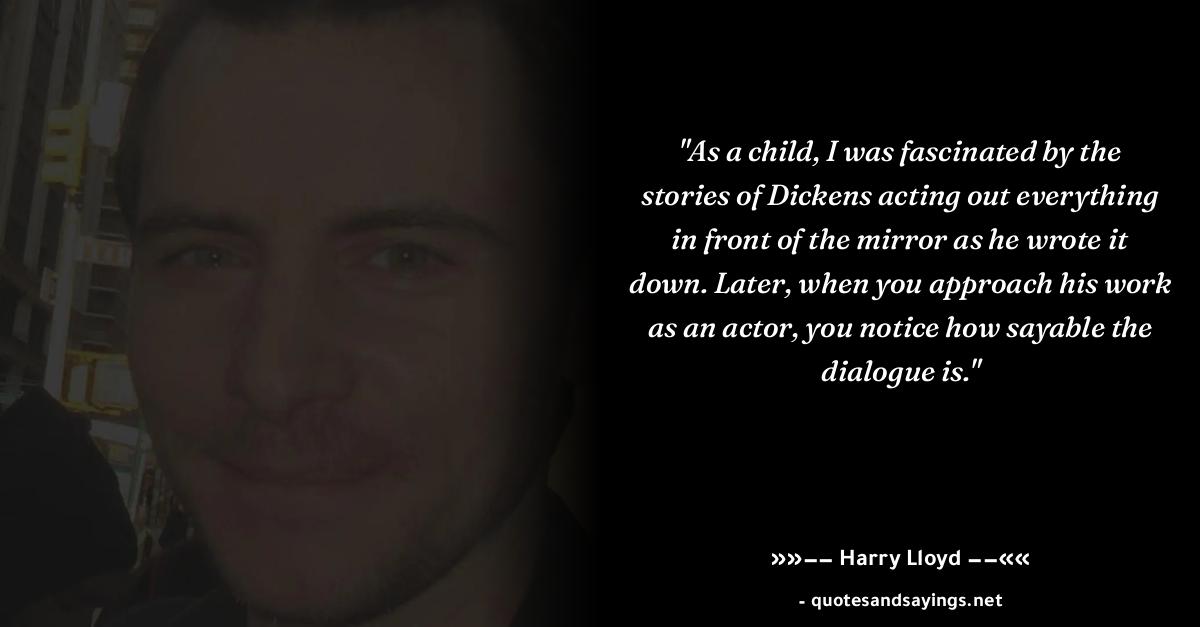 "As a child, I was fascinated by the
stories of Dickens acting out everything
in front of the mirror as he wrote it
down. Later, when you approach his work
as an actor, you notice how sayable the
dialogue is."
»»−− Harry Lloyd −−««
- quotesandsayings.net